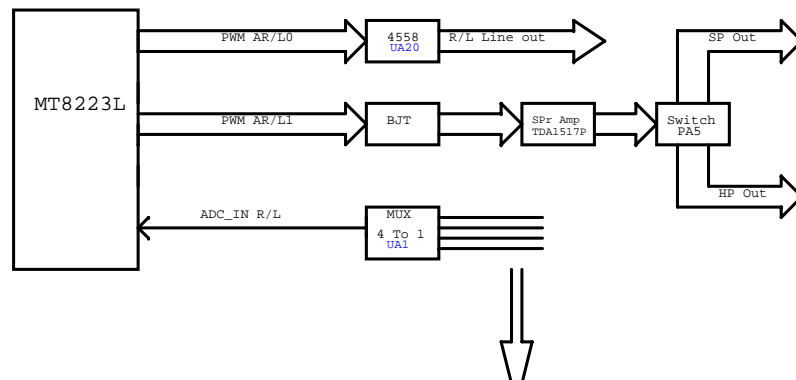 PWM AR/L0
4558
UA20
R/L Line out
SP Out
MT8223L
PWM AR/L1
BJT
SPr Amp
TDA1517P
Switch
PA5
HP Out
ADC_IN R/L
MUX
4 To 1
UA1